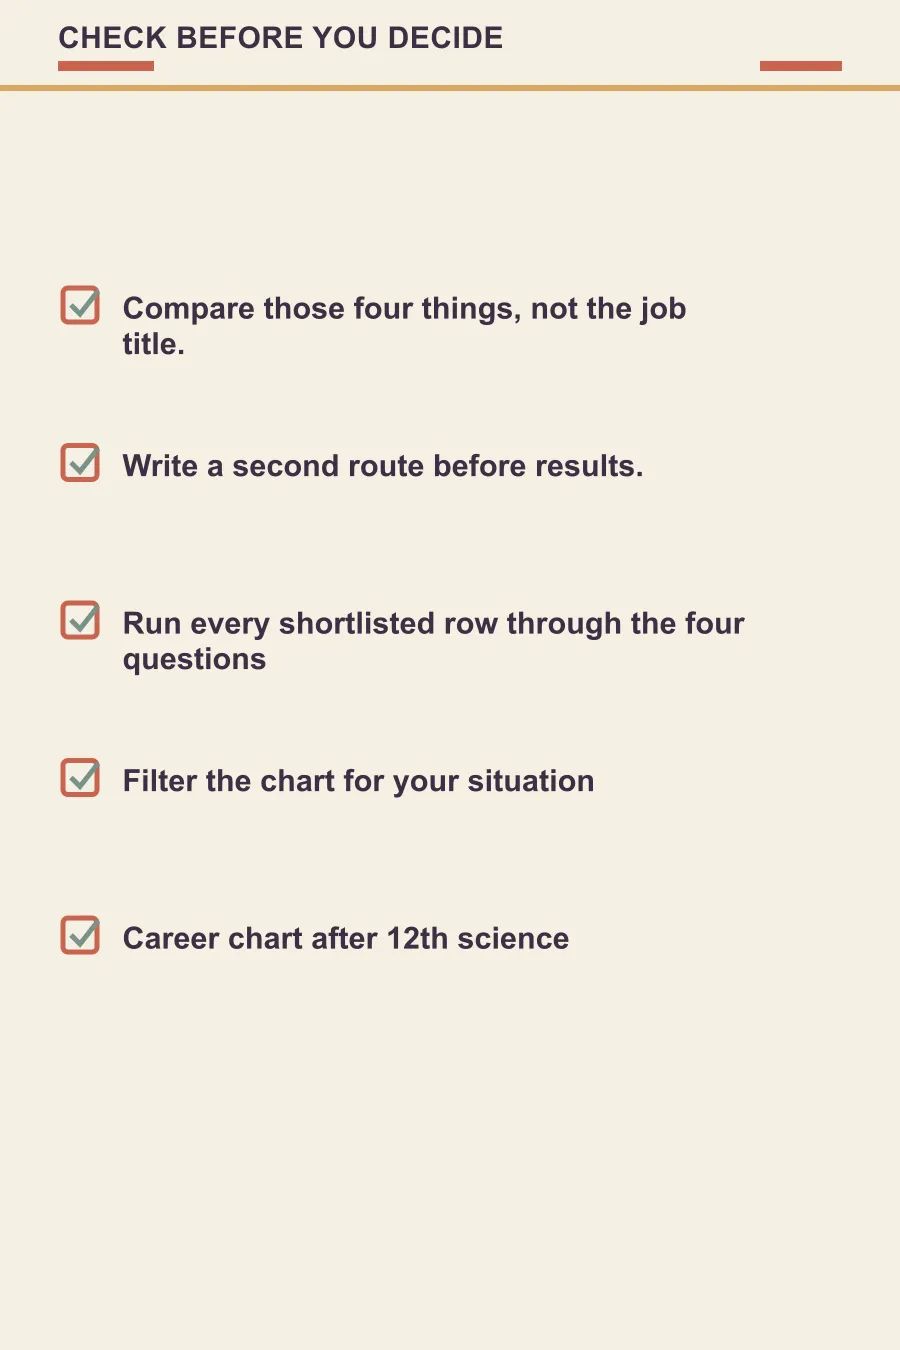 CHECK BEFORE YOU DECIDE
Compare those four things, not the job
title.
Write a second route before results.
Run every shortlisted row through the four
questions
Filter the chart for your situation
Career chart after 12th science